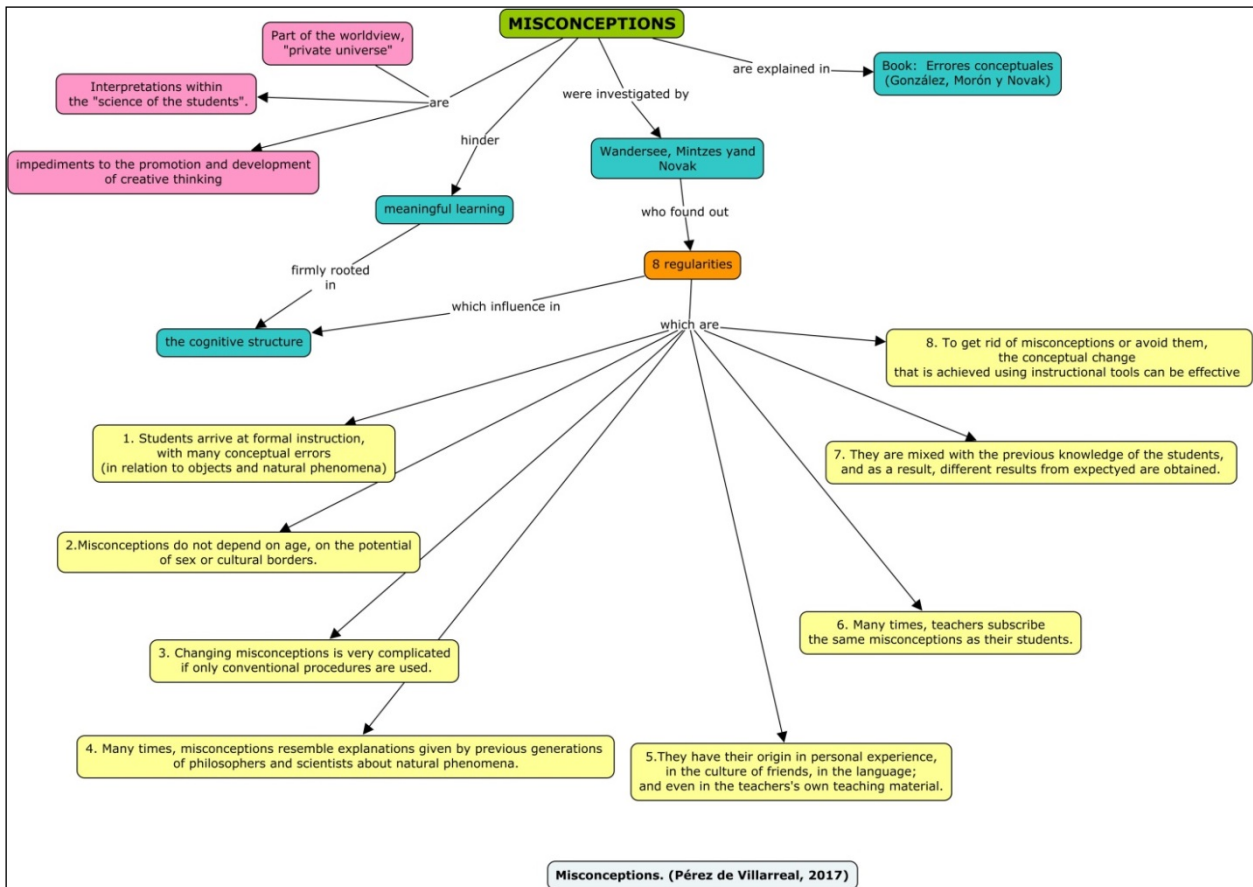 MISCONCEPTIONS
Part of the worldview,
"private universe"
are explained in
Book: Errores conceptuales
(González, Morón y Novak)
Interpretations within
the "science of the students".
are
were investigated by
hinder
impediments to the promotion and development
of creative thinking
Wandersee, Mintzes yand
Novak
meaningful learning
who found out
8 regularities
firmly rooted
in
which influence in
the cognitive structure
which are
8. To get rid of misconceptions or avoid them,
the conceptual change
that is achieved using instructional tools can be effective
1. Students arrive at formal instruction,
with many conceptual errors
(in relation to objects and natural phenomena)
7. They are mixed with the previous knowledge of the students,
and as a result, different results from expectyed are obtained.
2.Misconceptions do not depend on age, on the potential
of sex or cultural borders.
6. Many times, teachers subscribe
the same misconceptions as their students.
3. Changing misconceptions is very complicated
if only conventional procedures are used.
4. Many times, misconceptions resemble explanations given by previous generations
of philosophers and scientists about natural phenomena.
5.They have their origin in personal experience,
in the culture of friends, in the language;
and even in the teachers's own teaching material.
Misconceptions. (Pérez de Villarreal, 2017)